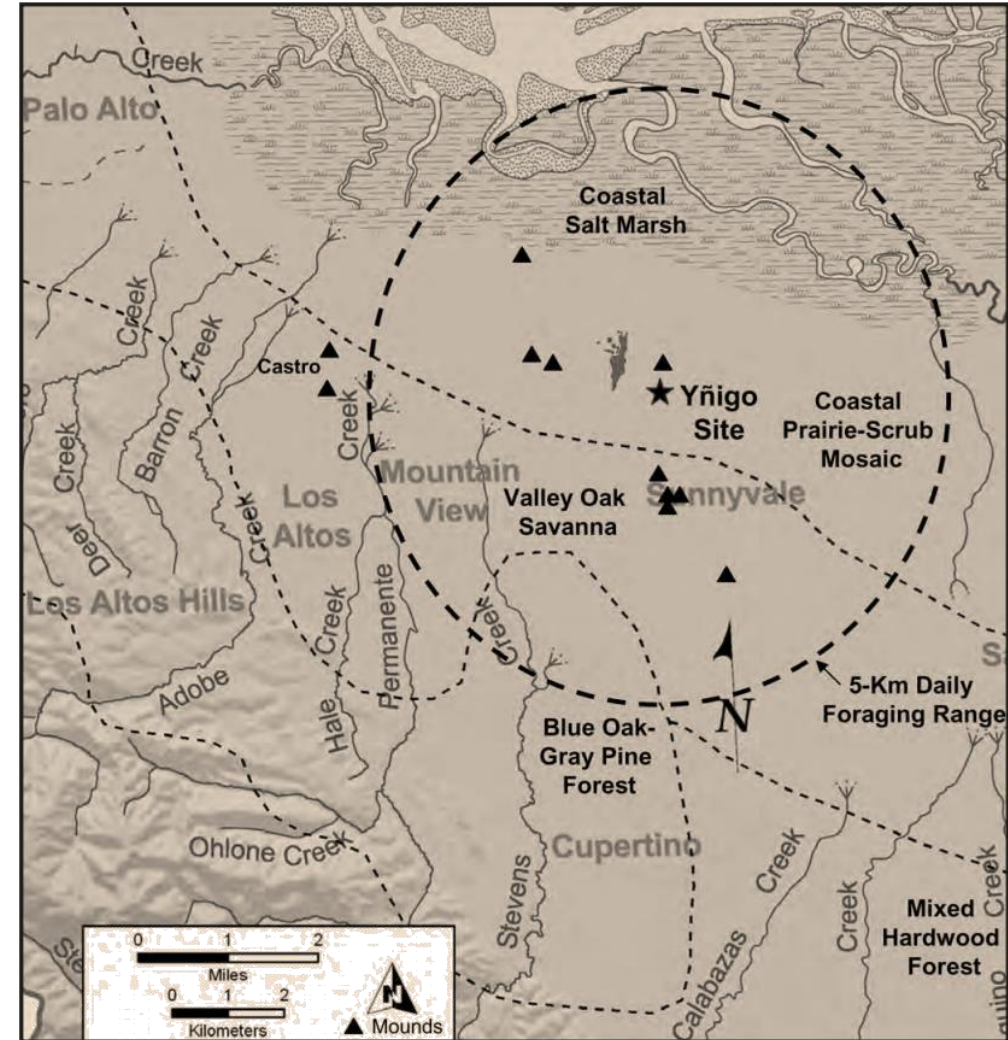 Creek
Palo Alto
Coastal
Salt Marsh
Creek
Creek
Castro
Barron
Creek
Yñigo
Site
Coastal
Prairie-Scrub
Mosaic
Creek
Deer
Creek
Los
Altos
Mountain
View
Valley Oak
Savanna
Sunnyvale
Los Altos Hills
Adobe
Hale
Creek
Permanente
Creek
5-Km Daily
Foraging Range
N
Blue Oak-
Gray Pine
Forest
Cupertino
Ohlone Creek
Stevens
Calabazas
Creek
Creek
Creek
Mixed
Hardwood
Forest
0 1 2
Miles
0 1 2
Kilometers
N
Mounds